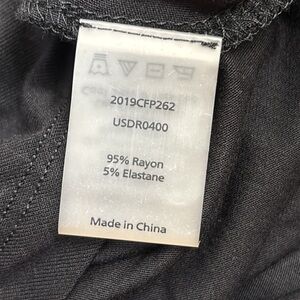 2019CFP262
USDR0400
95% Rayon
5% Elastane
Made in China